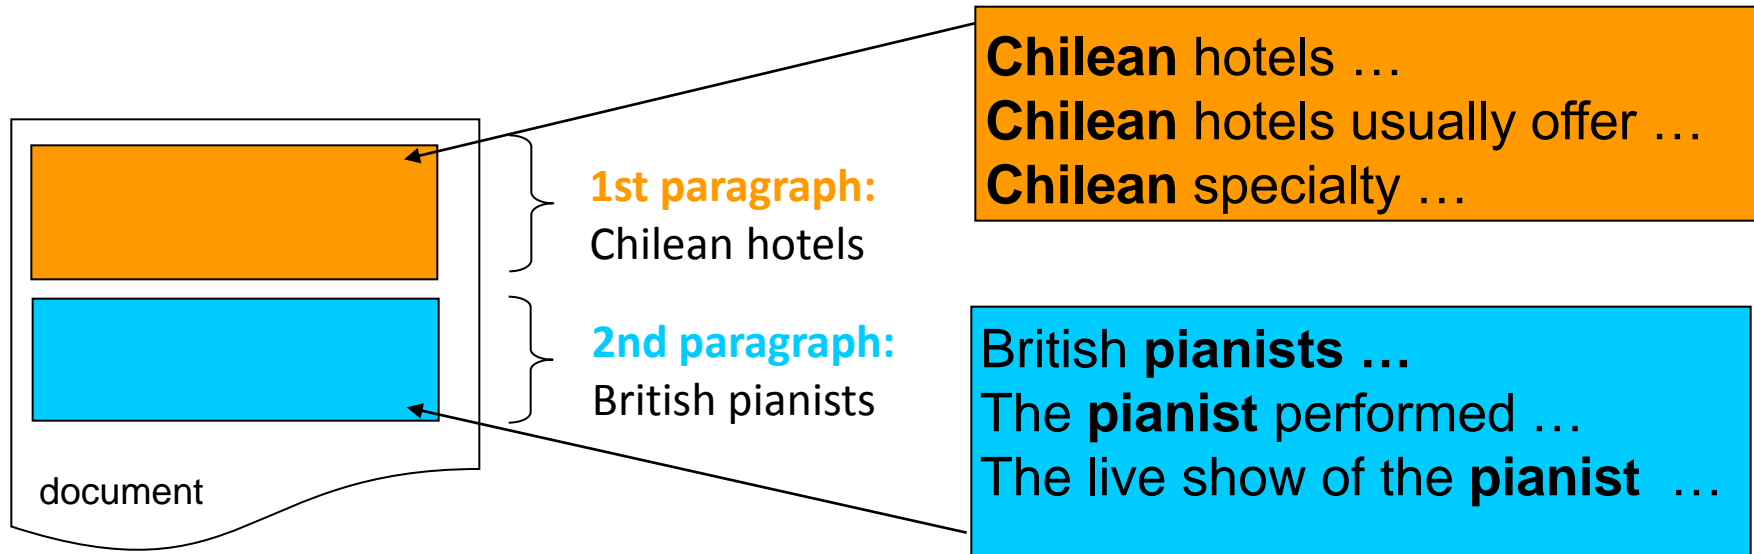 Chilean hotels …
Chilean hotels usually offer …
Chilean specialty …
1st paragraph:
Chilean hotels
2nd paragraph:
British pianists
British pianists …
The pianist performed …
The live show of the pianist …
document